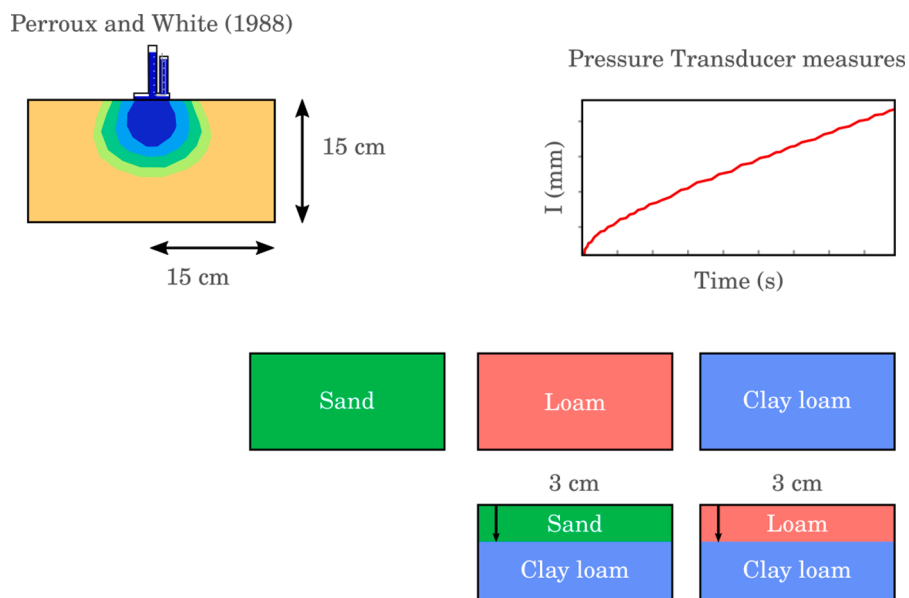 Perroux and White (1988)
Pressure Transducer measures
15 cm
15 cm
I (mm)
Time (s)
Sand
Loam
Clay loam
3 cm
3 cm
Sand
Loam
Clay loam
Clay loam